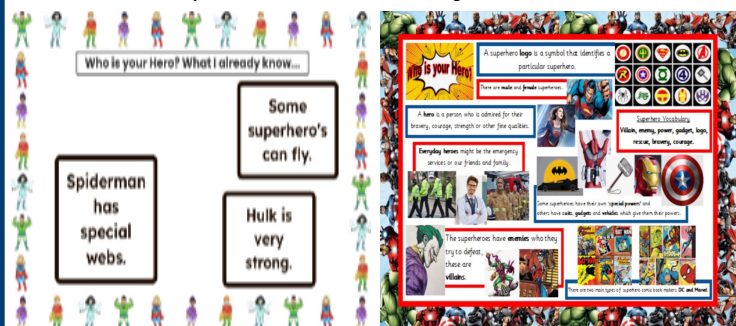 Who is your Hero? What I already know...
Some
superhero's
can fly.
Spiderman
has
special
webs.
Hulk is
very
strong.
Who is your Hero?
A superhero logo is a symbol that identifies a
particular superhero.
There are male and female superheroes.
A hero is a person who is admired for their
bravery, courage, strength or other fine qualities.
Superhero Vocabulary
Villain, enemy, power, gadget, logo,
rescue, bravery, courage.
Everyday heroes might be the emergency
services or our friends and family.
Some superheroes have their own 'special powers' and
others have suits, gadgets and vehicles which give them their powers.
The superheroes have enemies who they
try to defeat,
these are
villains.
There are two main types of superhero comic book makers: DC and Marvel